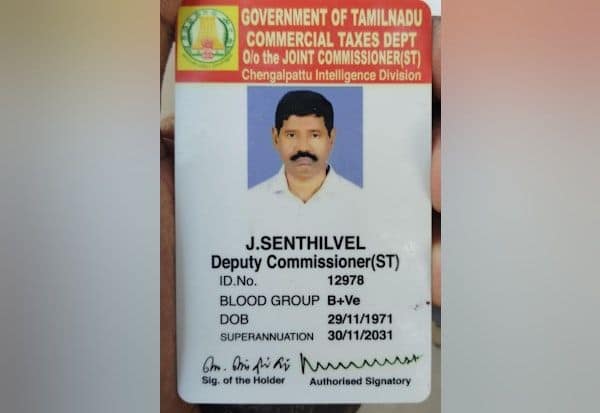 GOVERNMENT OF TAMILNADU
COMMERCIAL TAXES DEPT
O/o the JOINT COMMISSIONER(ST)
Chengalpattu Intelligence Division
J.SENTHILVEL
Deputy Commissioner(ST)
ID.No. 12978
BLOOD GROUP B+Ve
DOB 29/11/1971
SUPERANNUATION 30/11/2031
Sig. of the Holder Authorised Signatory